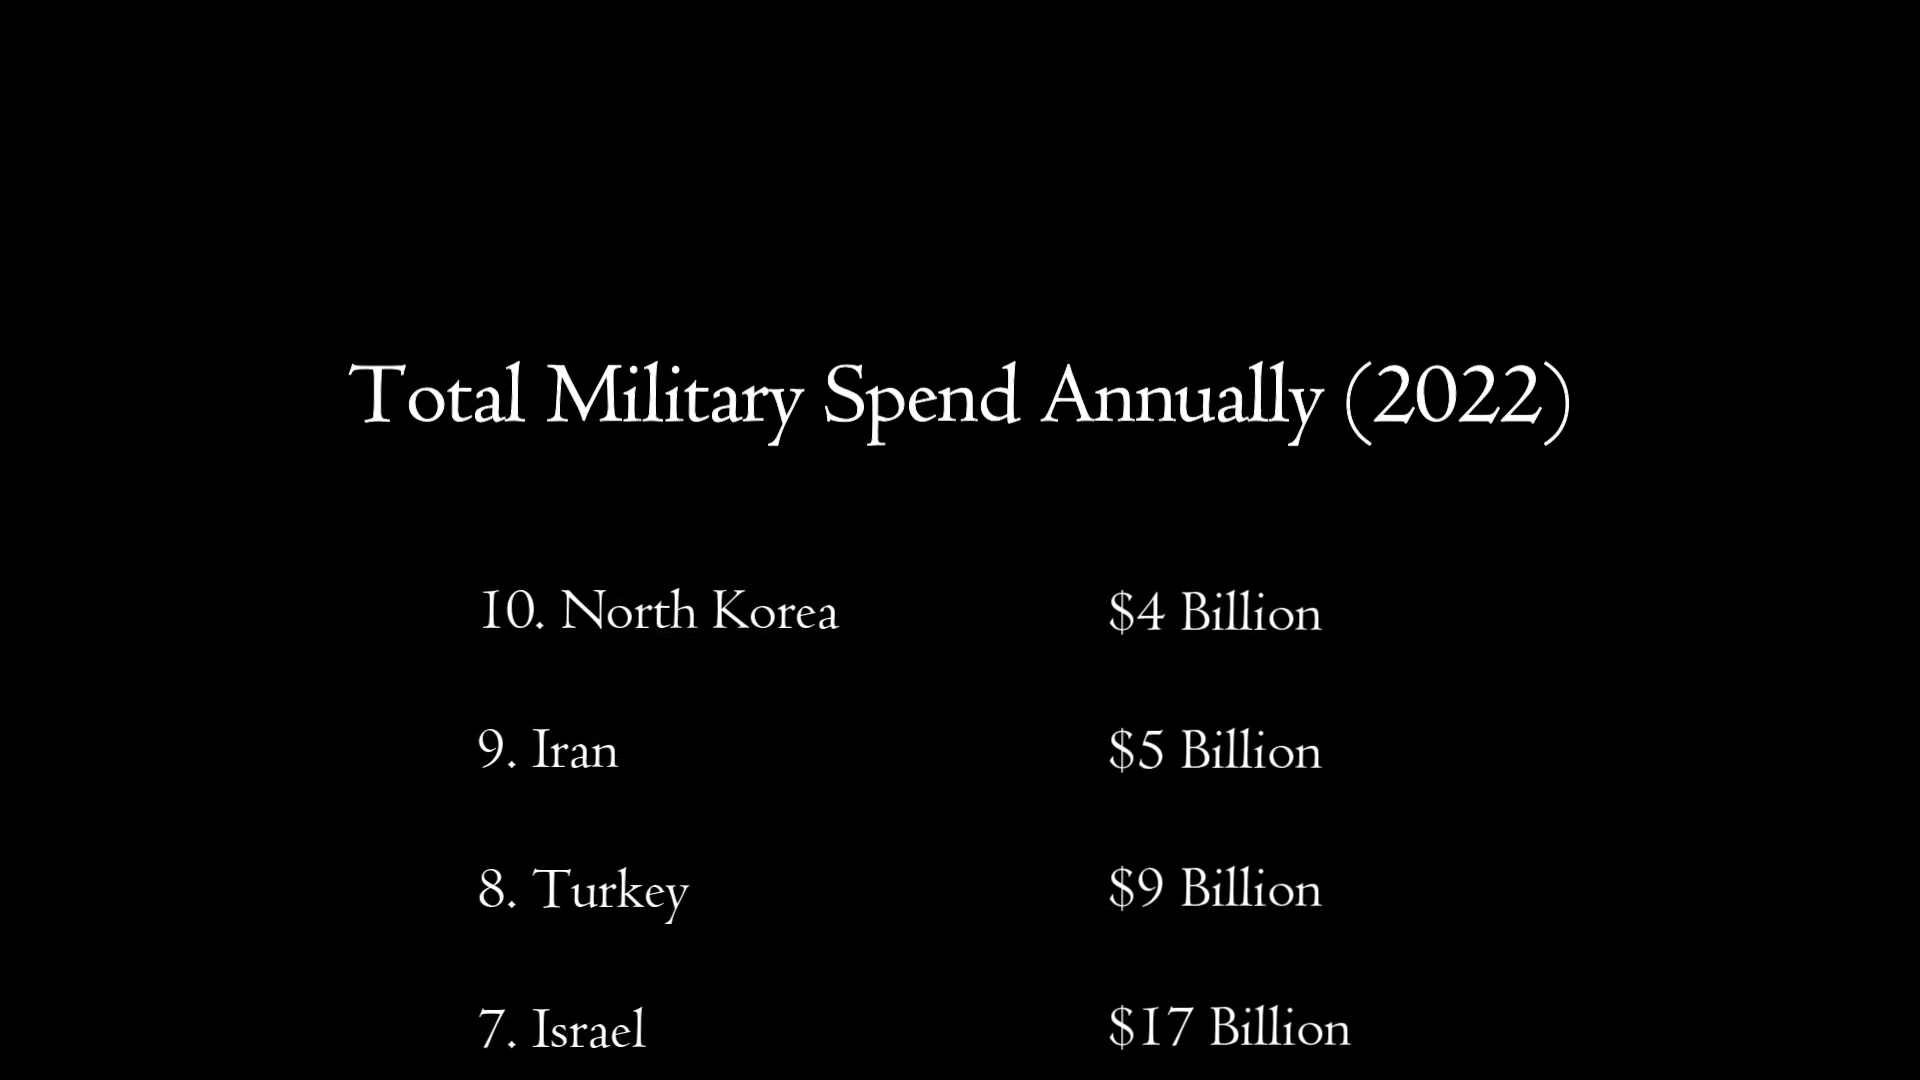 Total Military Spend Annually (2022)
10. North Korea $4 Billion
9. Iran $5 Billion
8. Turkey $9 Billion
7. Israel $17 Billion